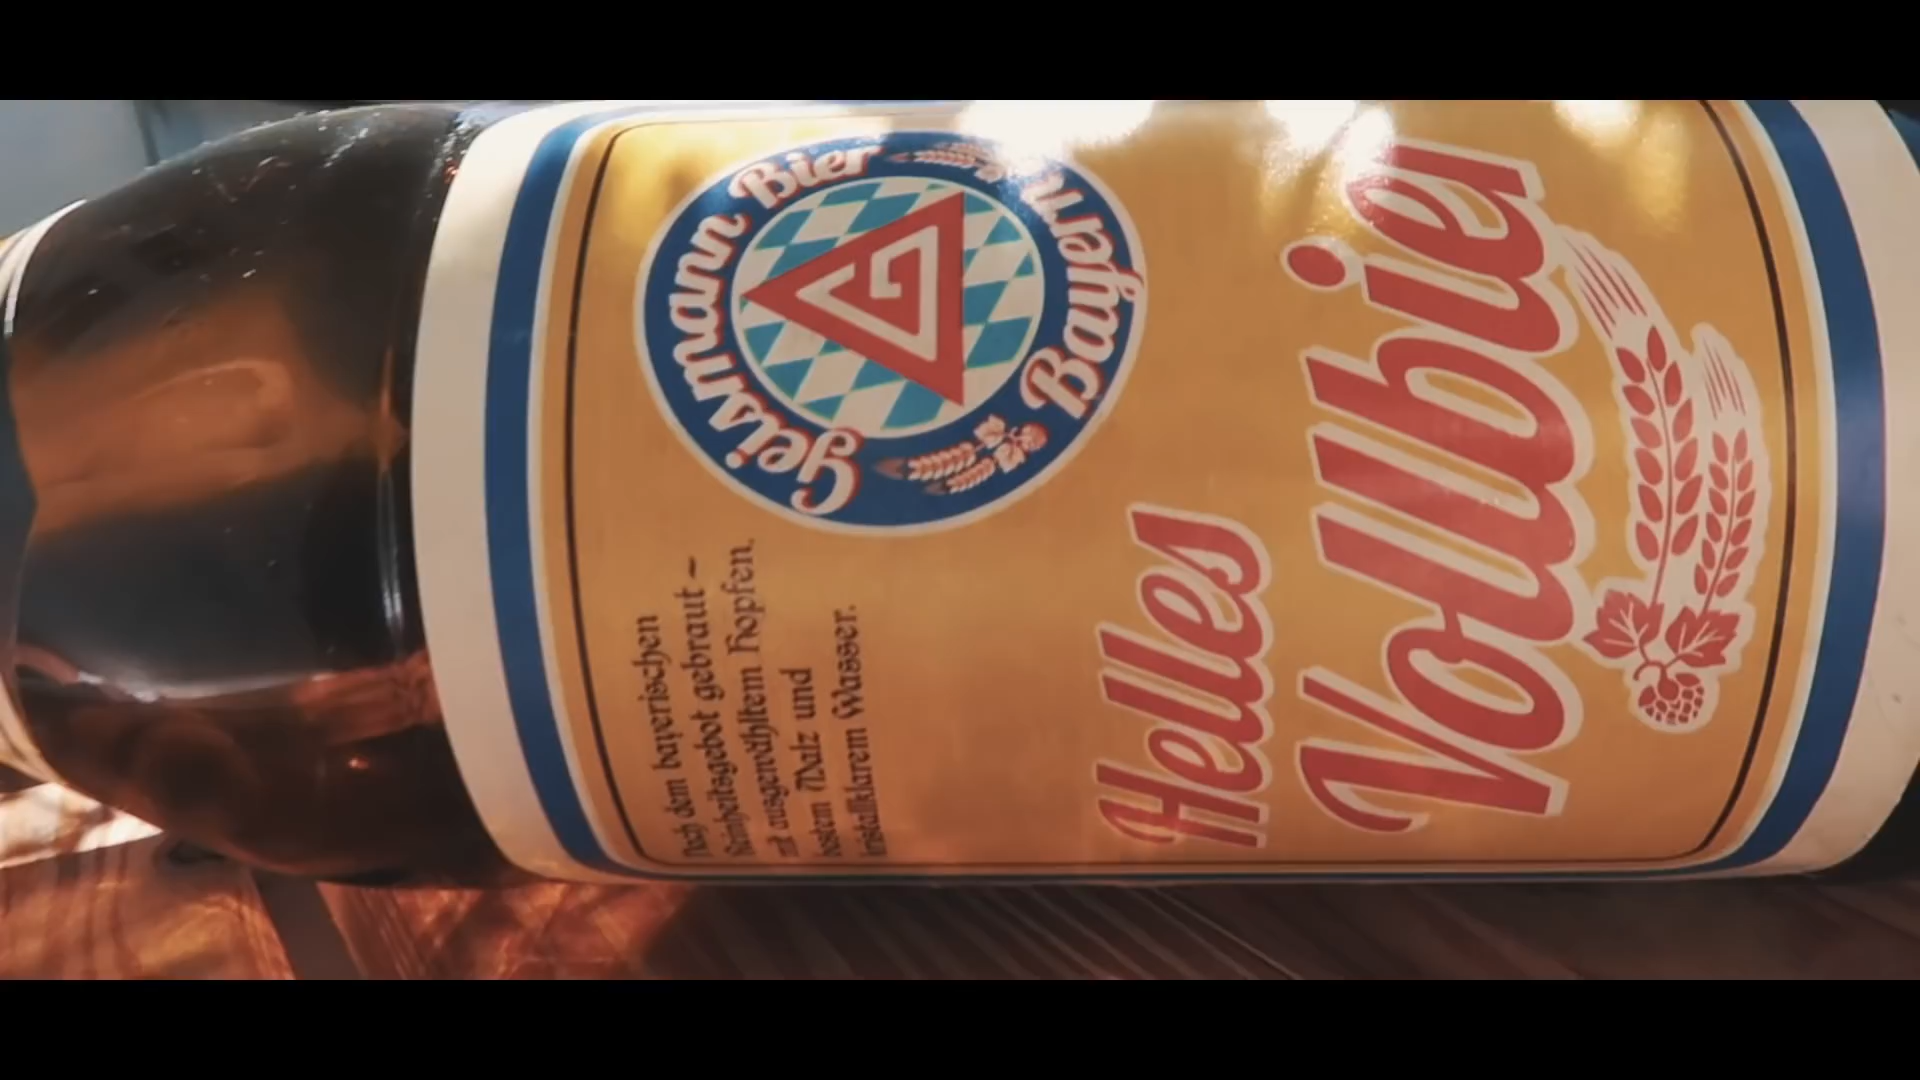 Geismann Bier
Bayern
Nach dem bayerischen
Reinheitsgebot gebraut –
mit ausgewähltem Hopfen,
bestem Malz und
kristallklarem Wasser.
Helles
Vollbier
G